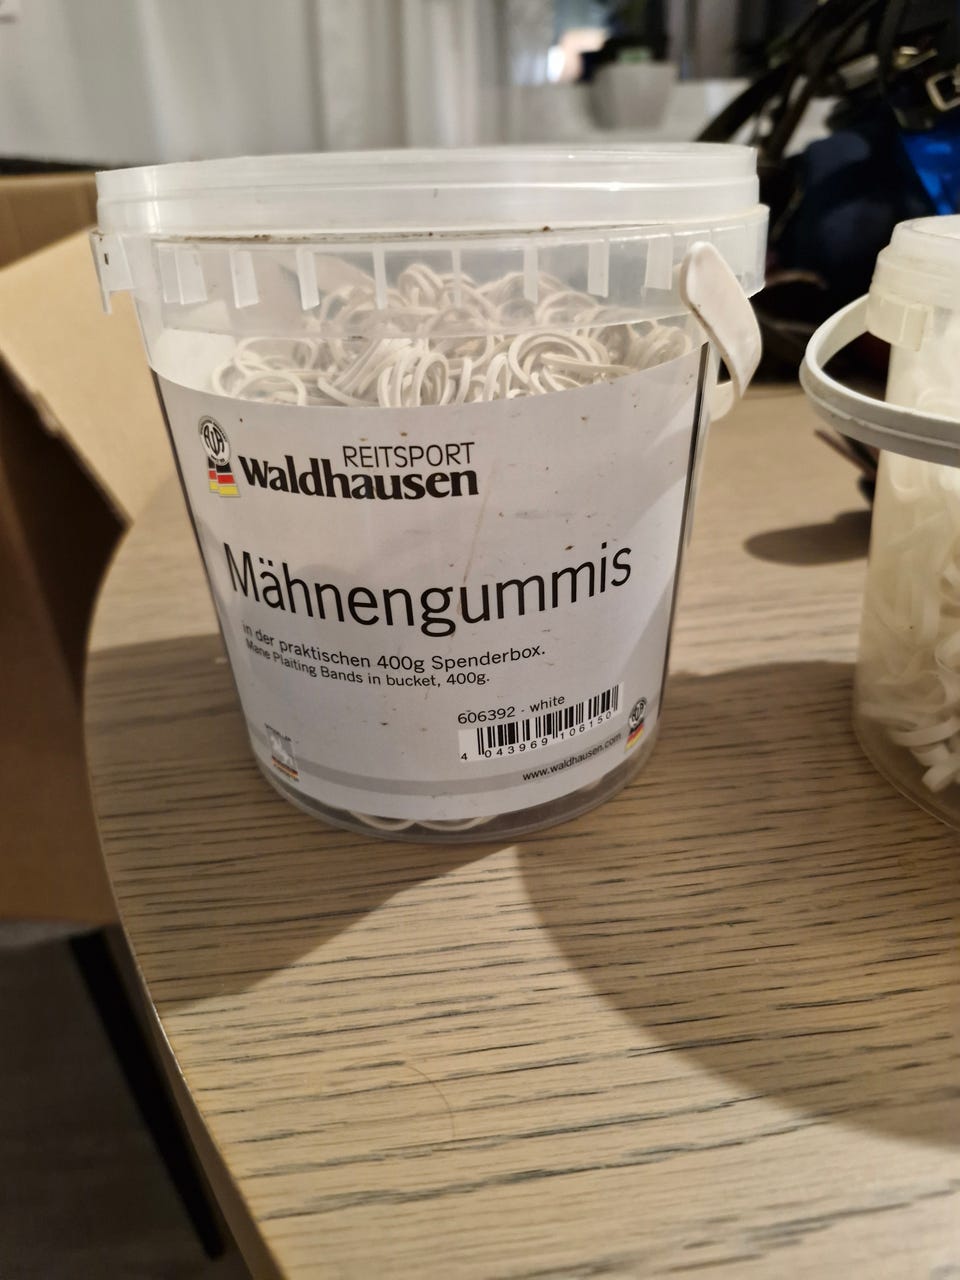 REITSPORT
Waldhausen
Mähnengummis
in der praktischen 400g Spenderbox.
Mane Plaiting Bands in bucket, 400g.
606392 - white
4 043969 106150
www.waldhausen.com